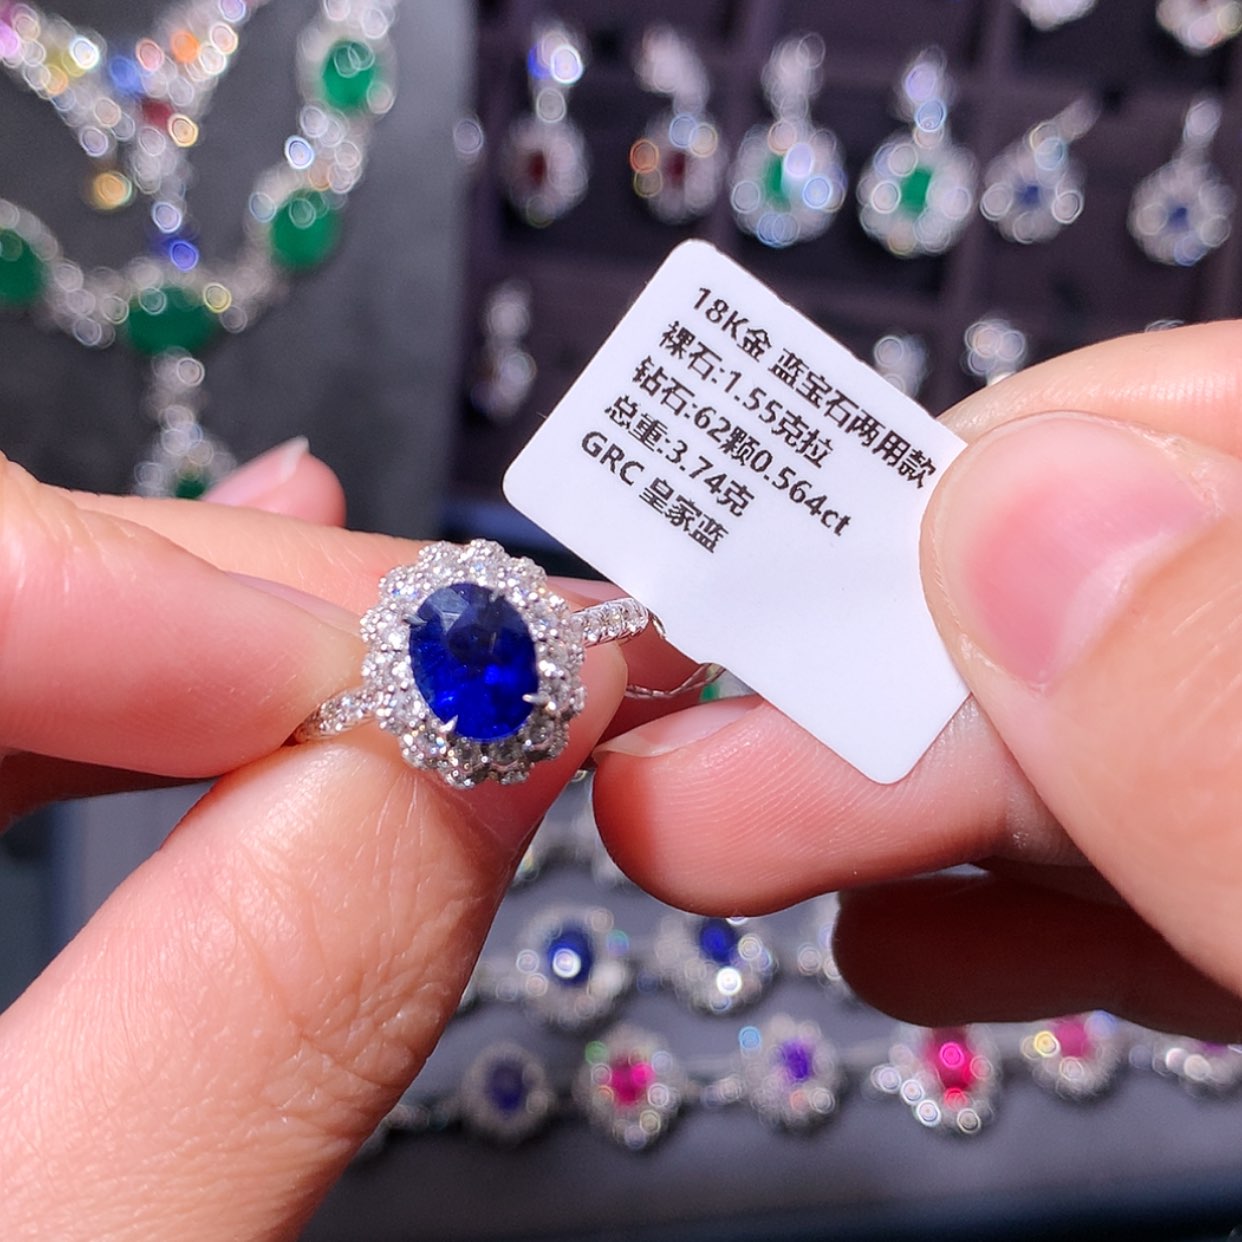 18K金 蓝宝石两用款
裸石:1.55克拉
钻石:62颗0.564ct
总重:3.74克
GRC 皇家蓝